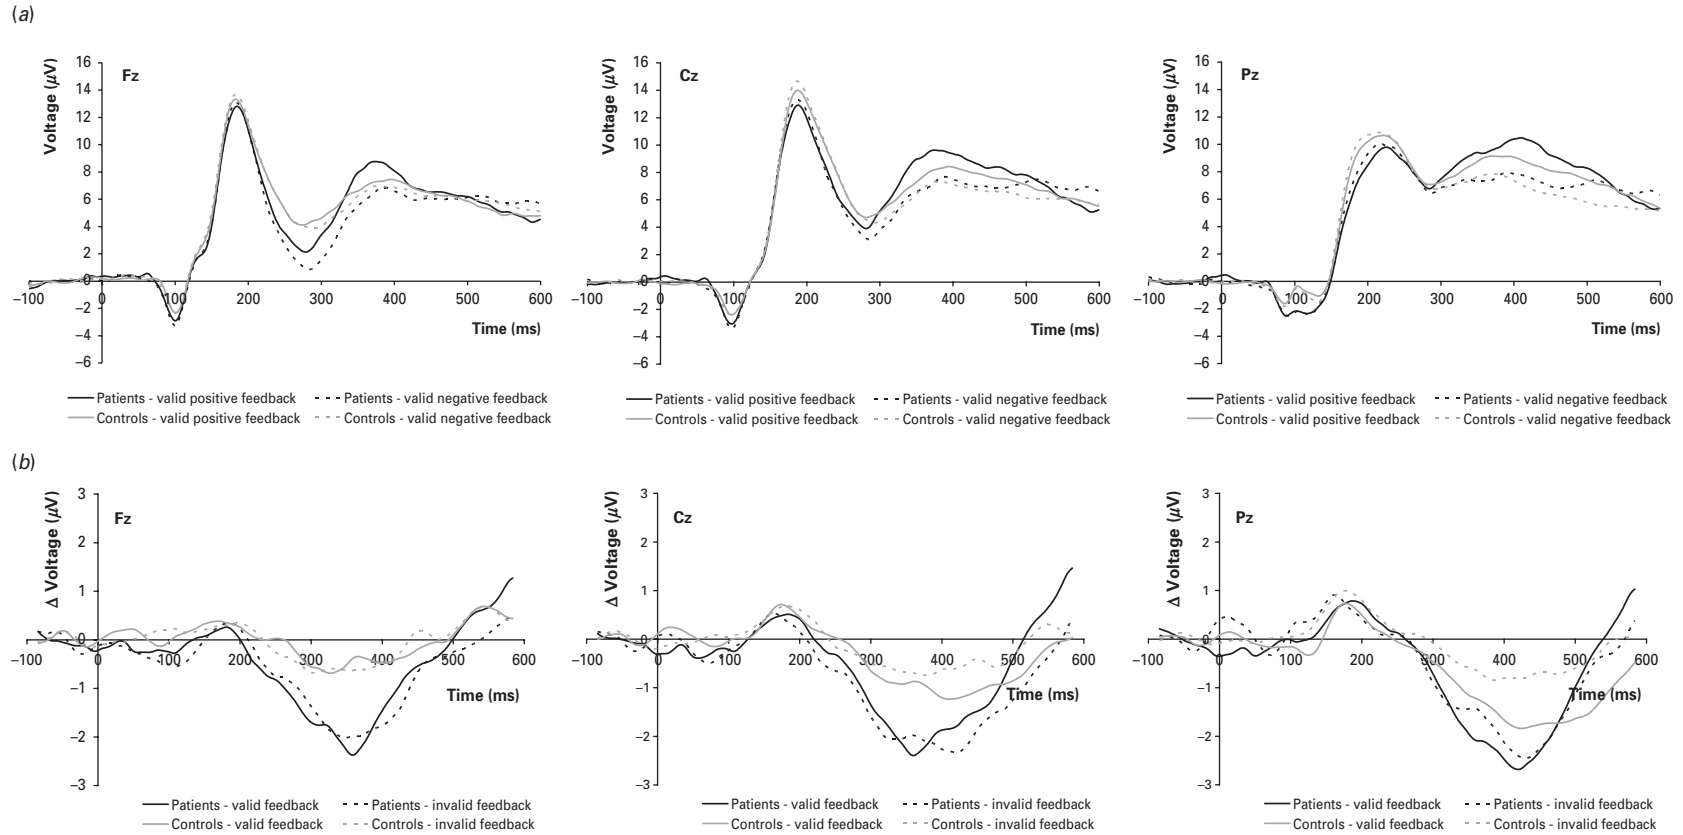 (a)
Voltage (µV)
16
14
12
10
8
6
4
2
0
–2
–4
–6
Fz
–100 0 100 200 300 400 500 600
Time (ms)
Patients - valid positive feedback Patients - valid negative feedback
Controls - valid positive feedback Controls - valid negative feedback
Voltage (µV)
16
14
12
10
8
6
4
2
0
–2
–4
–6
Cz
–100 0 100 200 300 400 500 600
Time (ms)
Patients - valid positive feedback Patients - valid negative feedback
Controls - valid positive feedback Controls - valid negative feedback
Voltage (µV)
16
14
12
10
8
6
4
2
0
–2
–4
–6
Pz
–100 0 100 200 300 400 500 600
Time (ms)
Patients - valid positive feedback Patients - valid negative feedback
Controls - valid positive feedback Controls - valid negative feedback
(b)
Δ Voltage (µV)
3
2
1
0
–1
–2
–3
Fz
–100 0 100 200 300 400 500 600
Time (ms)
Patients - valid feedback Patients - invalid feedback
Controls - valid feedback Controls - invalid feedback
Δ Voltage (µV)
3
2
1
0
–1
–2
–3
Cz
–100 0 100 200 300 400 500 600
Time (ms)
Patients - valid feedback Patients - invalid feedback
Controls - valid feedback Controls - invalid feedback
Δ Voltage (µV)
3
2
1
0
–1
–2
–3
Pz
–100 0 100 200 300 400 500 600
Time (ms)
Patients - valid feedback Patients - invalid feedback
Controls - valid feedback Controls - invalid feedback